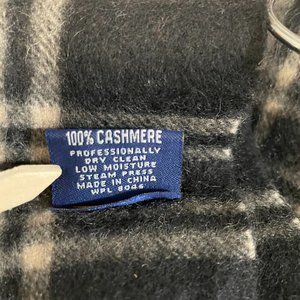 100% CASHMERE
PROFESSIONALLY
DRY CLEAN
LOW MOISTURE
STEAM PRESS
MADE IN CHINA
WPL 8046